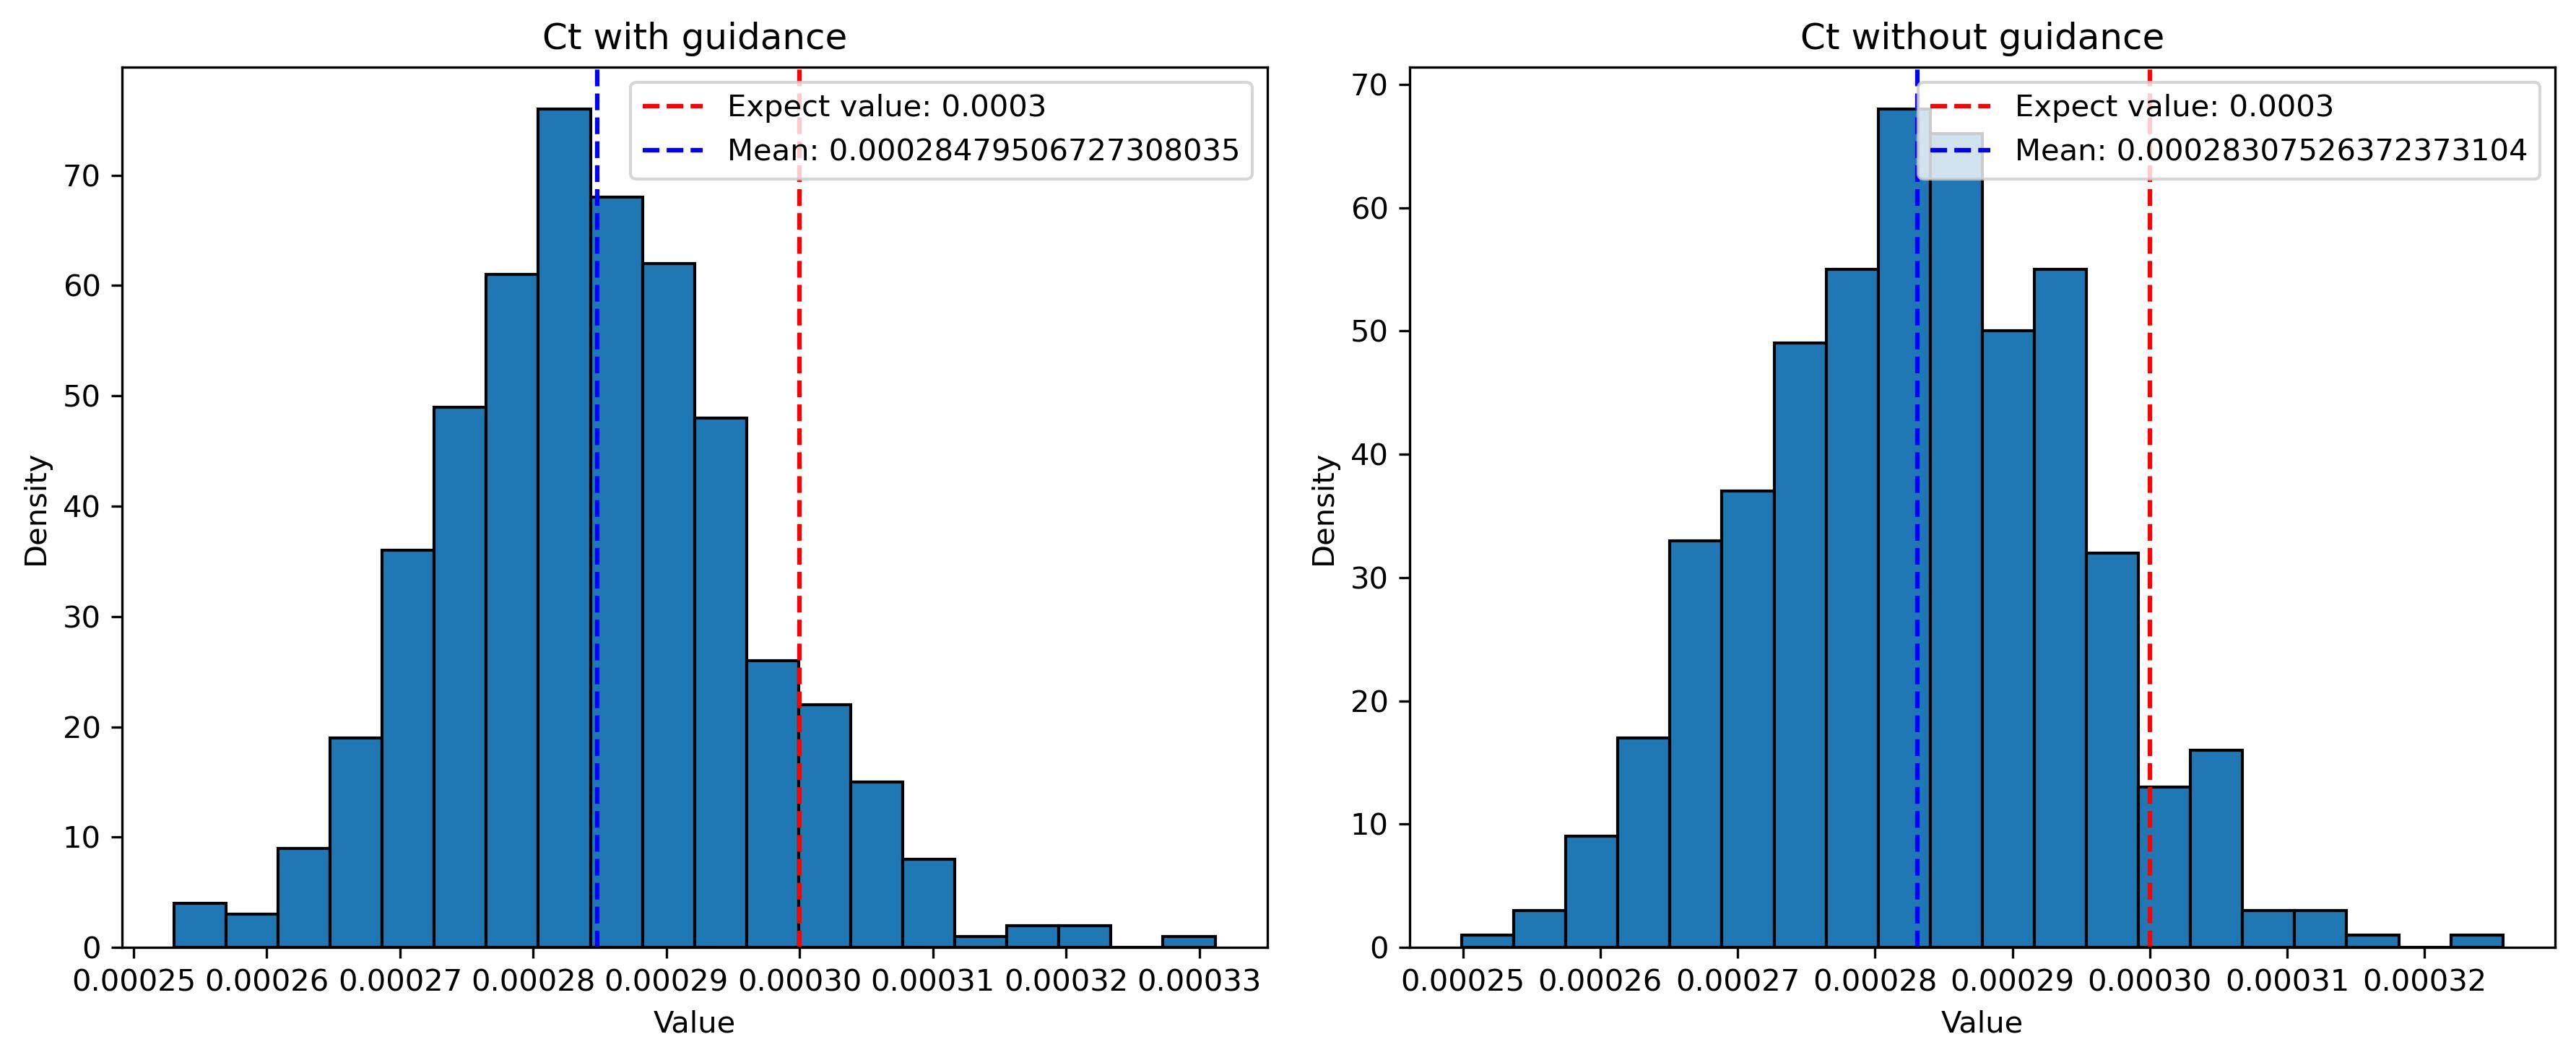 Ct with guidance
Expect value: 0.0003
Mean: 0.00028479506727308035
70
60
50
40
30
20
10
0
Density
0.00025 0.00026 0.00027 0.00028 0.00029 0.00030 0.00031 0.00032 0.00033
Value
Ct without guidance
Expect value: 0.0003
Mean: 0.00028307526372373104
70
60
50
40
30
20
10
0
Density
0.00025 0.00026 0.00027 0.00028 0.00029 0.00030 0.00031 0.00032
Value